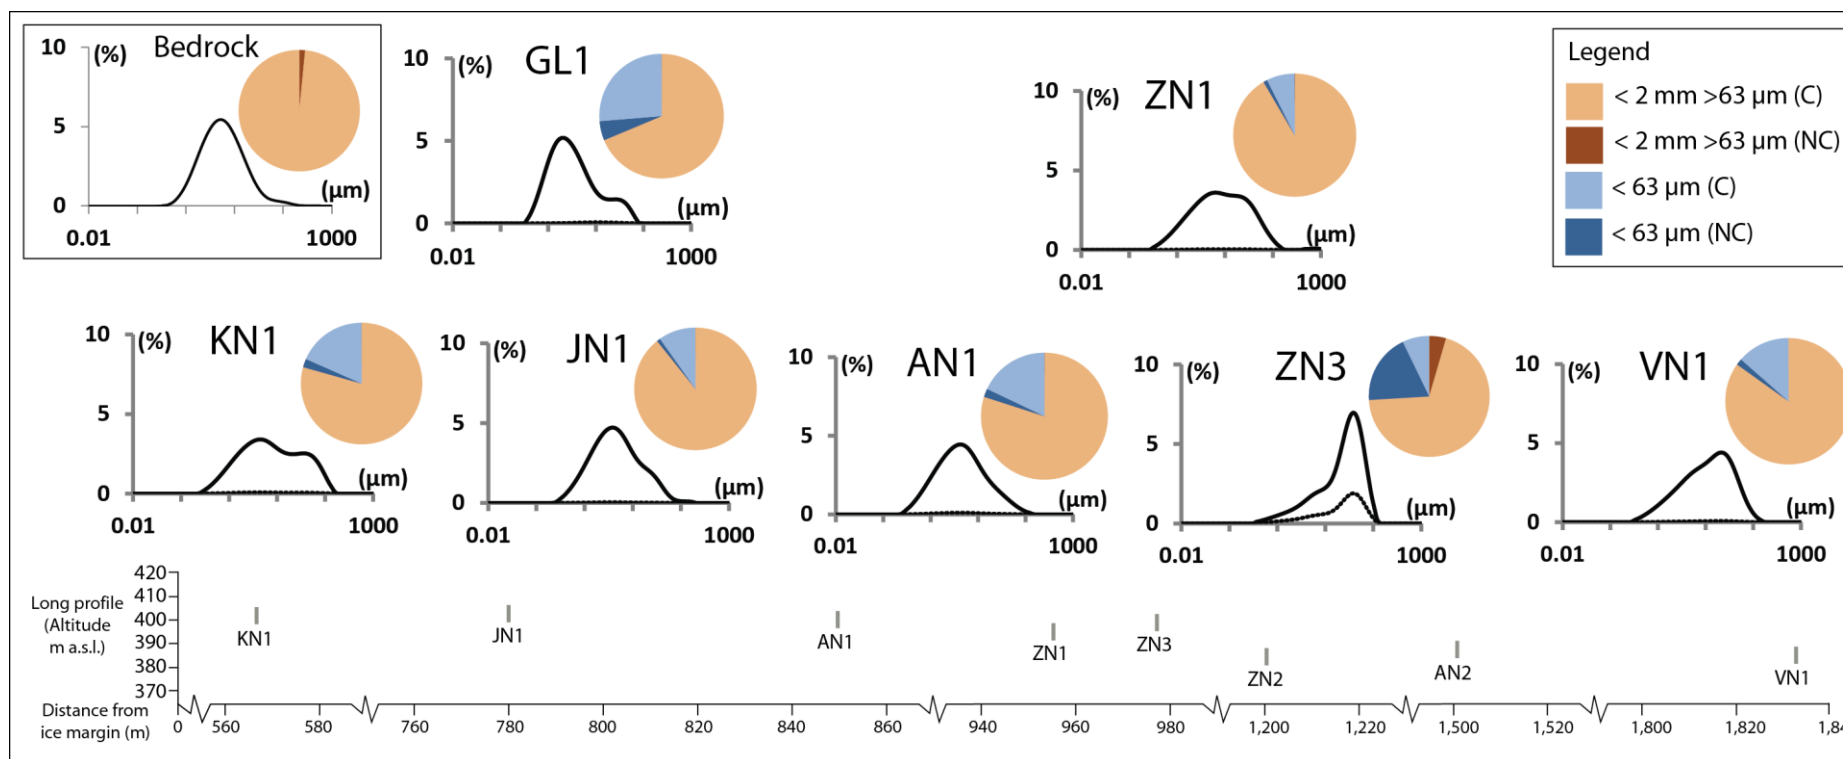 Bedrock
10
(%)
5
0
(µm)
0.01
1000
GL1
10
(%)
5
0
(µm)
0.01
1000
ZN1
10
(%)
5
0
(µm)
0.01
1000
Legend
< 2 mm >63 µm (C)
< 2 mm >63 µm (NC)
< 63 µm (C)
< 63 µm (NC)
KN1
10
(%)
5
0
(µm)
0.01
1000
JN1
10
(%)
5
0
(µm)
0.01
1000
AN1
10
(%)
5
0
(µm)
0.01
1000
ZN3
10
(%)
5
0
(µm)
0.01
1000
VN1
10
(%)
5
0
(µm)
0.01
1000
Long profile
(Altitude
m a.s.l.)
420
410
400
390
380
370
KN1
JN1
AN1
ZN1
ZN3
ZN2
AN2
VN1
Distance from
ice margin (m)
0 560 580 760 780 800 820 840 860 940 956 960 980 1,200 1,220 1,500 1,520 1,800 1,820